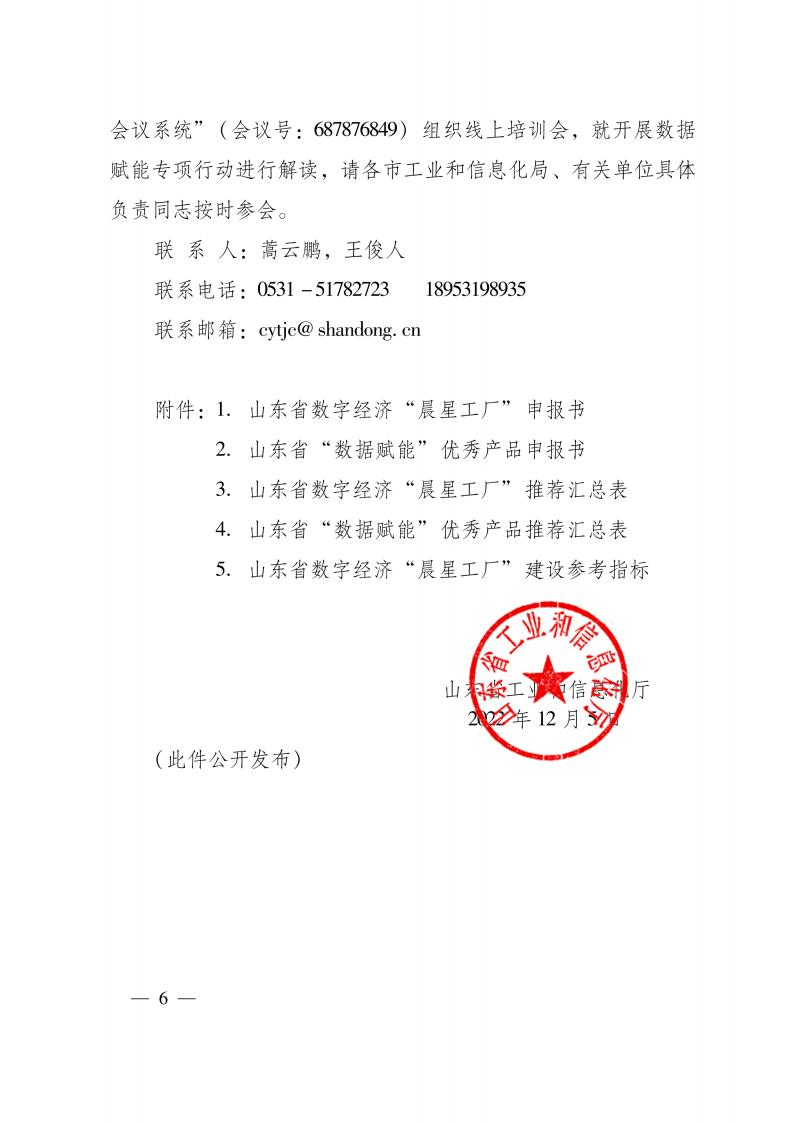 会议系统”（会议号：687876849）组织线上培训会，就开展数据
赋能专项行动进行解读，请各市工业和信息化局、有关单位具体
负责同志按时参会。
联 系 人：蒿云鹏，王俊人
联系电话：0531－51782723 18953198935
联系邮箱：cytjc@shandong.cn
附件：1. 山东省数字经济“晨星工厂”申报书
2. 山东省“数据赋能”优秀产品申报书
3. 山东省数字经济“晨星工厂”推荐汇总表
4. 山东省“数据赋能”优秀产品推荐汇总表
5. 山东省数字经济“晨星工厂”建设参考指标
山东省工业和信息化厅
山东省工业和信息化厅
2022年12月5日
（此件公开发布）
— 6 —